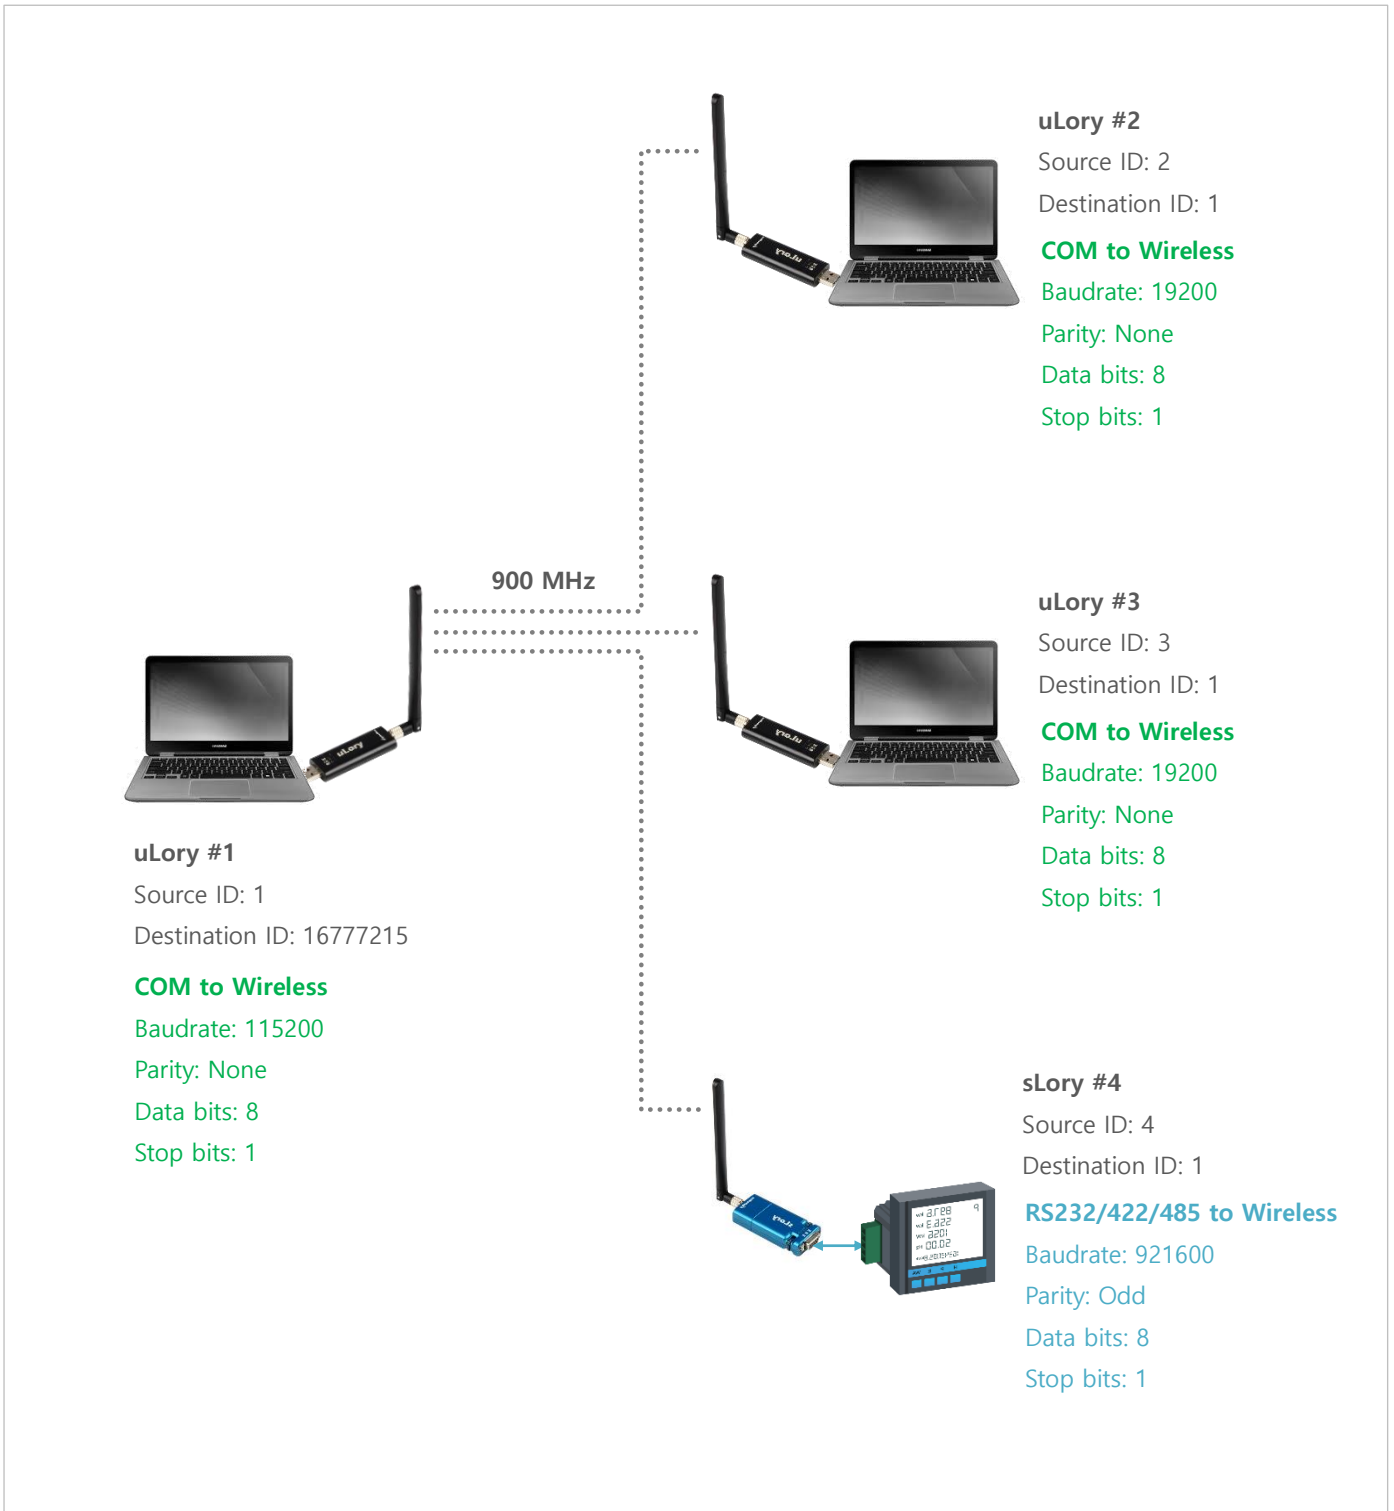 uLory #2
Source ID: 2
Destination ID: 1
COM to Wireless
Baudrate: 19200
Parity: None
Data bits: 8
Stop bits: 1
900 MHz
uLory #3
Source ID: 3
Destination ID: 1
COM to Wireless
Baudrate: 19200
Parity: None
Data bits: 8
Stop bits: 1
uLory
uLory #1
Source ID: 1
Destination ID: 16777215
COM to Wireless
Baudrate: 115200
Parity: None
Data bits: 8
Stop bits: 1
sLory #4
Source ID: 4
Destination ID: 1
RS232/422/485 to Wireless
Baudrate: 921600
Parity: Odd
Data bits: 8
Stop bits: 1